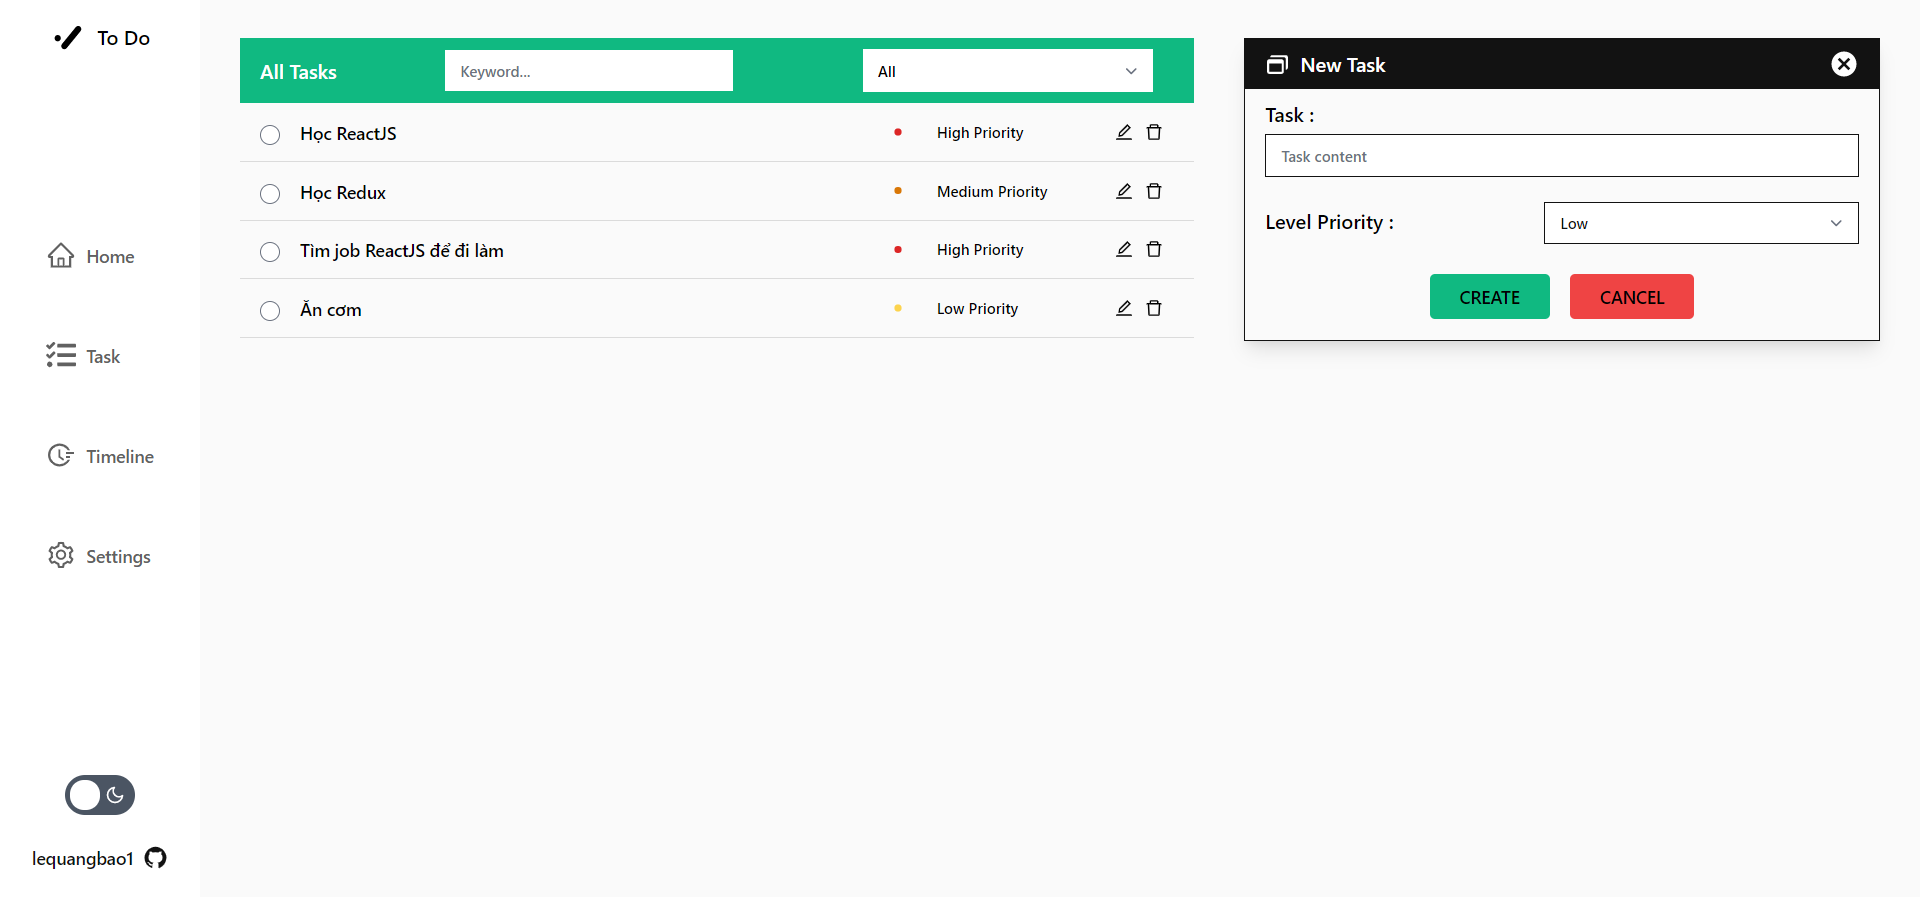 To Do
Home
Task
Timeline
Settings
lequangbao1
All Tasks
Keyword...
All
Học ReactJS
High Priority
Học Redux
Medium Priority
Tìm job ReactJS để đi làm
High Priority
Ăn cơm
Low Priority
New Task
Task :
Task content
Level Priority :
Low
CREATE
CANCEL